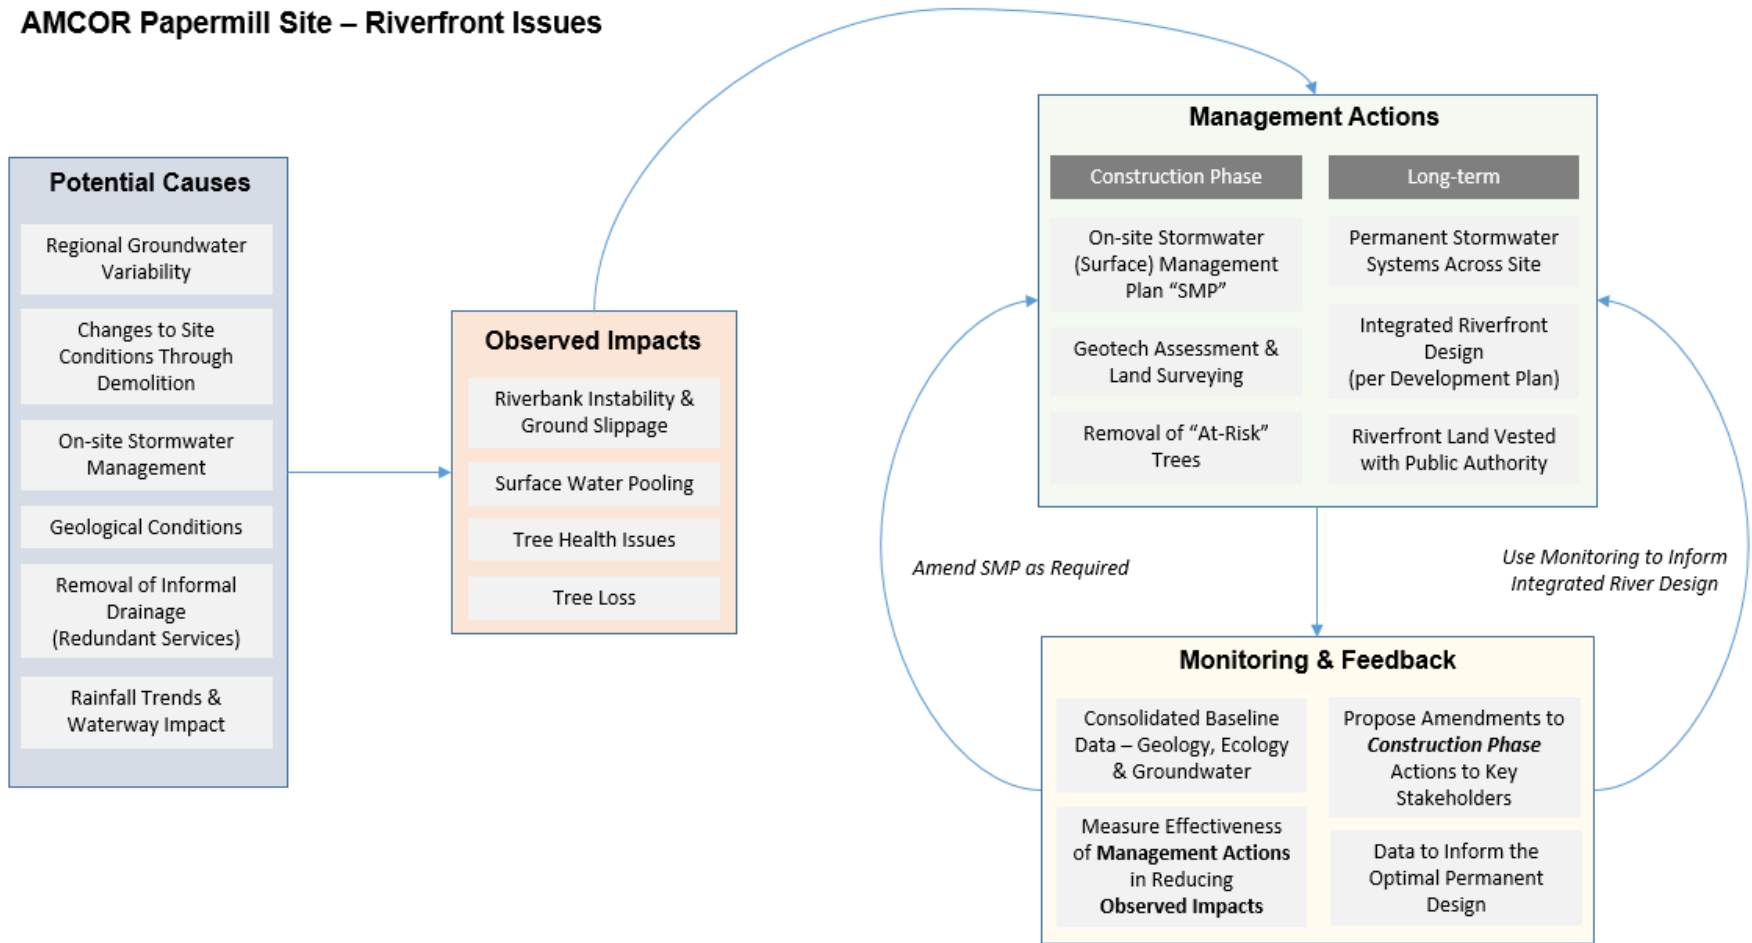 AMCOR Papermill Site – Riverfront Issues
Potential Causes
Regional Groundwater
Variability
Changes to Site
Conditions Through
Demolition
On-site Stormwater
Management
Geological Conditions
Removal of Informal
Drainage
(Redundant Services)
Rainfall Trends &
Waterway Impact
Observed Impacts
Riverbank Instability &
Ground Slippage
Surface Water Pooling
Tree Health Issues
Tree Loss
Management Actions
Construction Phase
On-site Stormwater
(Surface) Management
Plan “SMP”
Geotech Assessment &
Land Surveying
Removal of “At-Risk”
Trees
Long-term
Permanent Stormwater
Systems Across Site
Integrated Riverfront
Design
(per Development Plan)
Riverfront Land Vested
with Public Authority
Amend SMP as Required
Use Monitoring to Inform
Integrated River Design
Monitoring & Feedback
Consolidated Baseline
Data – Geology, Ecology
& Groundwater
Measure Effectiveness
of Management Actions
in Reducing
Observed Impacts
Propose Amendments to
Construction Phase
Actions to Key
Stakeholders
Data to Inform the
Optimal Permanent
Design